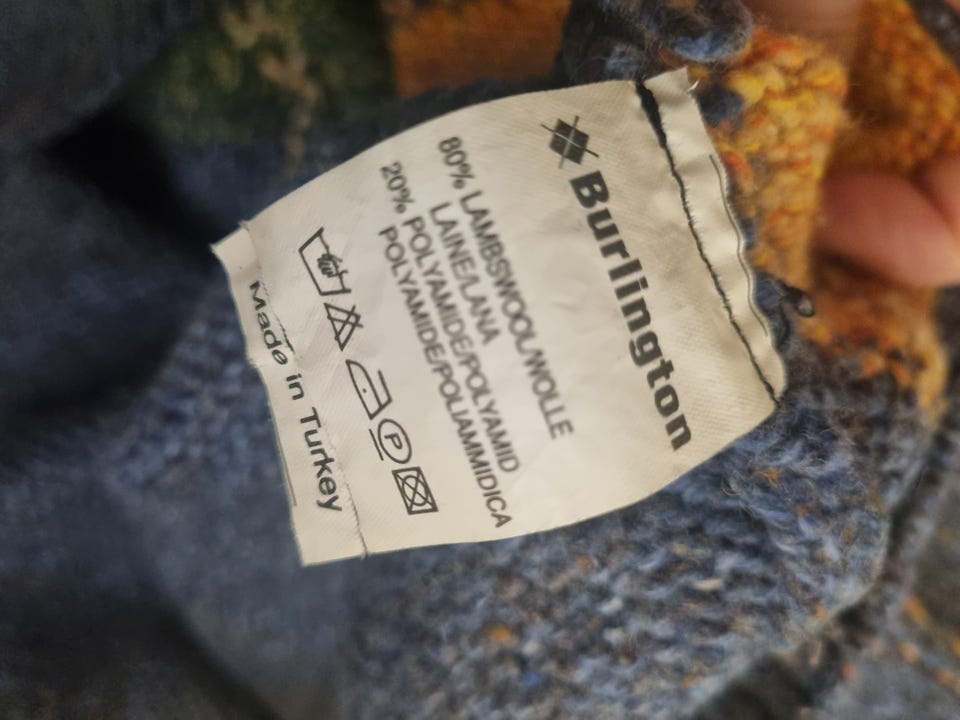 Burlington
80% LAMBSWOOL/WOLLE
LAINE/LANA
20% POLYAMIDE/POLYAMID
POLYAMIDE/POLIAMMIDICA
P
Made in Turkey